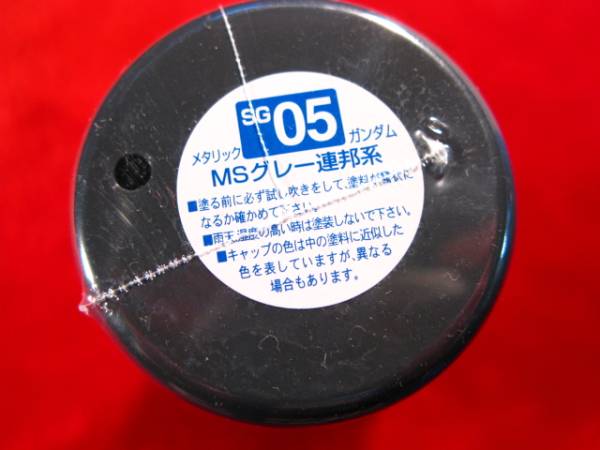 SG 05
メタリック ガンダム
MSグレー連邦系
■塗る前に必ず試し吹きをして、塗料が
なるか確かめて下さい。
■雨天、湿度の高い時は塗装しないで下さい。
■キャップの色は中の塗料に近似した
色を表していますが、異なる
場合もあります。